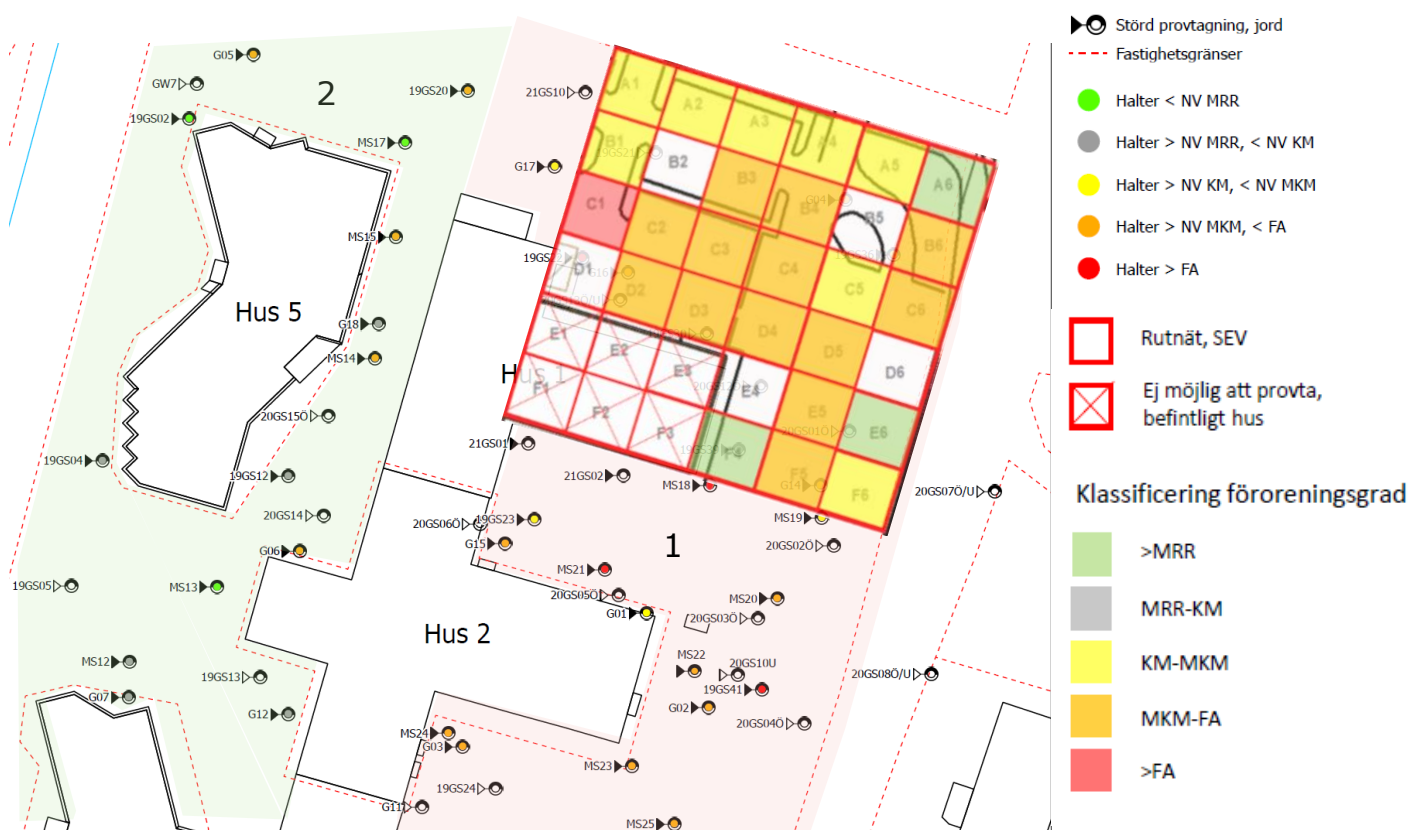 G05
GW7
2
19GS20
21GS10
19GS02
MS17
G17
MS15
Hus 5
G18
MS14
20GS15Ö
19GS04
19GS12
20GS14
G06
19GS05
MS13
MS12
G07
19GS13
G12
A1
A2
A3
A4
A5
A6
B1
19GS21
B2
B3
B4
G04
B5
B6
C1
C2
C3
C4
C5
C6
D1
G16
D2
D3
D4
D5
D6
E1
E2
E3
E4
E5
20GS01Ö
E6
F1
F2
F3
F4
F5
G14
F6
21GS01
21GS02
MS18
MS19
20GS07Ö/U
20GS06Ö
19GS23
G15
1
20GS02Ö
MS21
20GS05Ö
G01
MS20
20GS03Ö
Hus 2
MS22
20GS10U
19GS41
20GS08Ö/U
G02
20GS04Ö
MS24
G03
MS23
19GS24
G11
MS25
Störd provtagning, jord
Fastighetsgränser
Halter < NV MRR
Halter > NV MRR, < NV KM
Halter > NV KM, < NV MKM
Halter > NV MKM, < FA
Halter > FA
Rutnät, SEV
Ej möjlig att provta,
befintligt hus
Klassificering föroreningsgrad
>MRR
MRR-KM
KM-MKM
MKM-FA
>FA